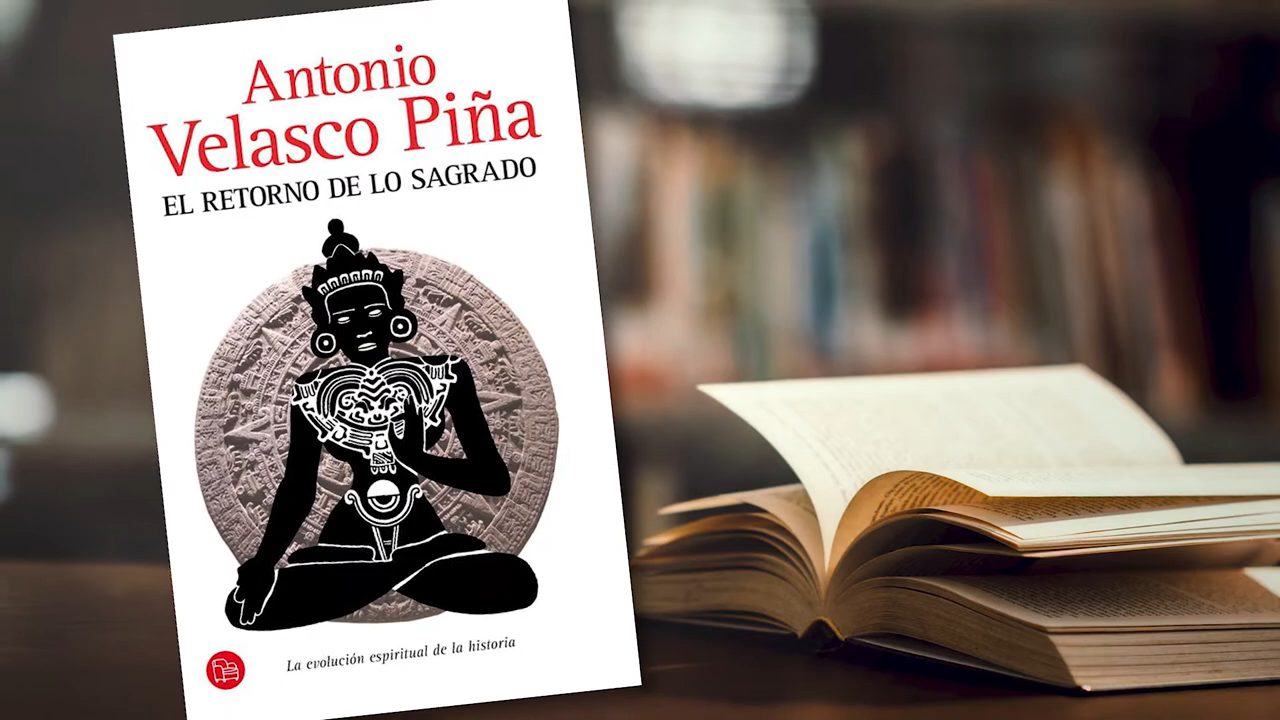 Antonio
Velasco Piña
EL RETORNO DE LO SAGRADO
La evolución espiritual de la historia